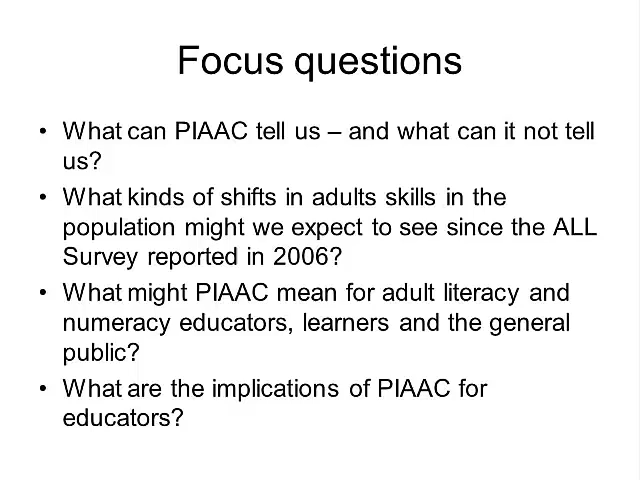 Focus questions
• What can PIAAC tell us – and what can it not tell
us?
• What kinds of shifts in adults skills in the
population might we expect to see since the ALL
Survey reported in 2006?
• What might PIAAC mean for adult literacy and
numeracy educators, learners and the general
public?
• What are the implications of PIAAC for
educators?